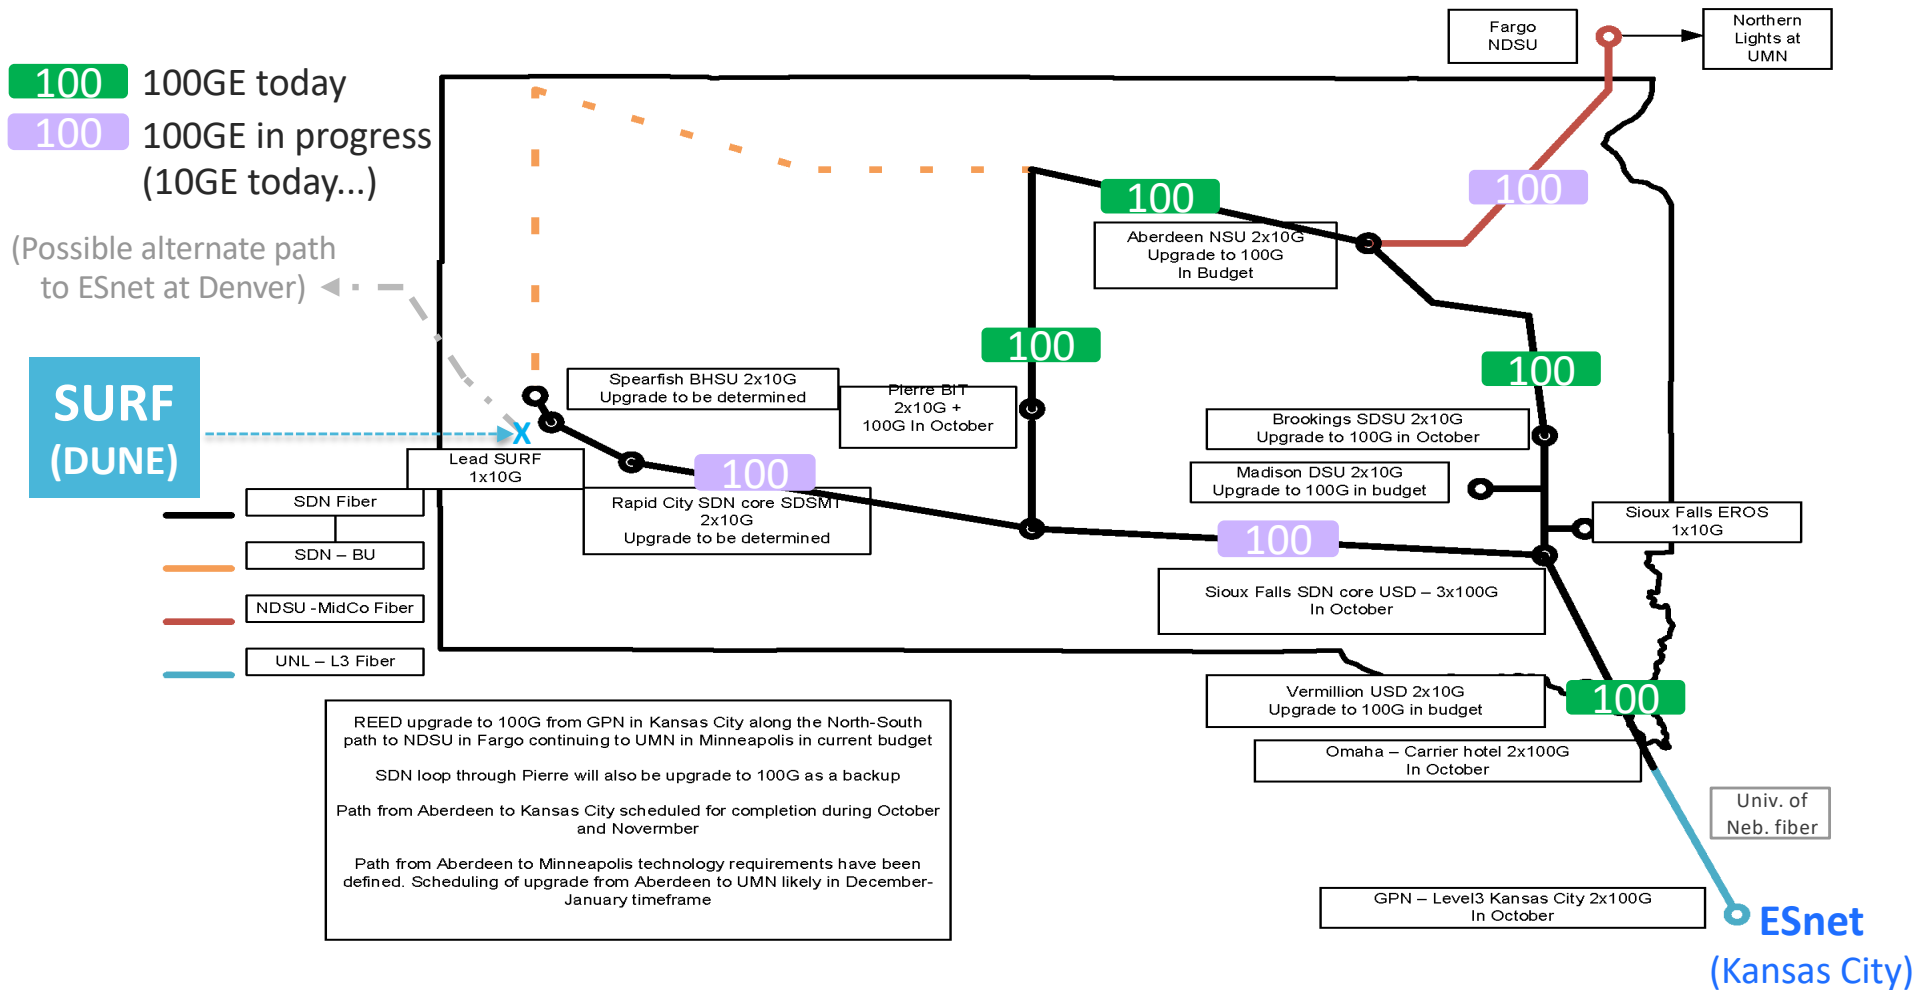 Fargo
NDSU
Northern
Lights at
UMN
100 100GE today
100 100GE in progress
(10GE today...)
(Possible alternate path
to ESnet at Denver)
100
100
Aberdeen NSU 2x10G
Upgrade to 100G
In Budget
100
100
SURF
(DUNE)
X
Spearfish BHSU 2x10G
Upgrade to be determined
Pierre BIT
2x10G +
100G In October
Brookings SDSU 2x10G
Upgrade to 100G in October
Lead SURF
1x10G
100
Madison DSU 2x10G
Upgrade to 100G in budget
Rapid City SDN core SDSMT
2x10G
Upgrade to be determined
Sioux Falls EROS
1x10G
100
SDN Fiber
SDN – BU
NDSU -MidCo Fiber
UNL – L3 Fiber
Sioux Falls SDN core USD – 3x100G
In October
Vermillion USD 2x10G
Upgrade to 100G in budget
100
Omaha – Carrier hotel 2x100G
In October
REED upgrade to 100G from GPN in Kansas City along the North-South
path to NDSU in Fargo continuing to UMN in Minneapolis in current budget
SDN loop through Pierre will also be upgrade to 100G as a backup
Path from Aberdeen to Kansas City scheduled for completion during October
and Novermber
Path from Aberdeen to Minneapolis technology requirements have been
defined. Scheduling of upgrade from Aberdeen to UMN likely in December-
January timeframe
Univ. of
Neb. fiber
GPN – Level3 Kansas City 2x100G
In October
ESnet
(Kansas City)